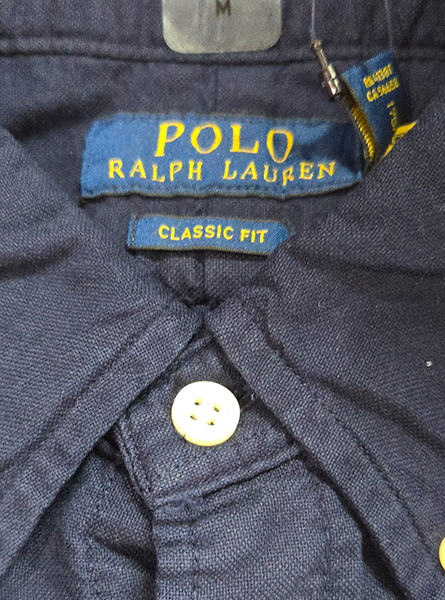 M
POLO
RALPH LAUREN
CLASSIC FIT